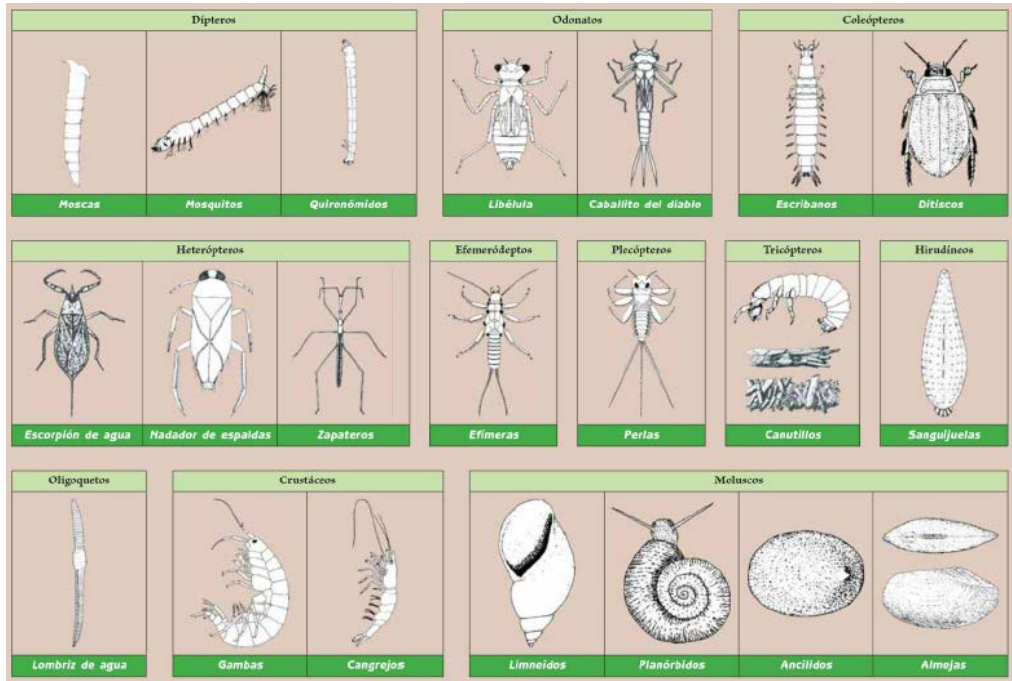 Dípteros
Odonatos
Coleópteros
Moscas
Mosquitos
Quironómidos
Libélula
Caballito del diablo
Escribanos
Ditiscos
Heterópteros
Efemeródeptos
Plecópteros
Tricópteros
Hirudíneos
Escorpión de agua
Nadador de espaldas
Zapateros
Efímeras
Perlas
Canutillos
Sanguijuelas
Oligoquetos
Crustáceos
Moluscos
Lombriz de agua
Gambas
Cangrejos
Limneidos
Planórbidos
Ancílidos
Almejas